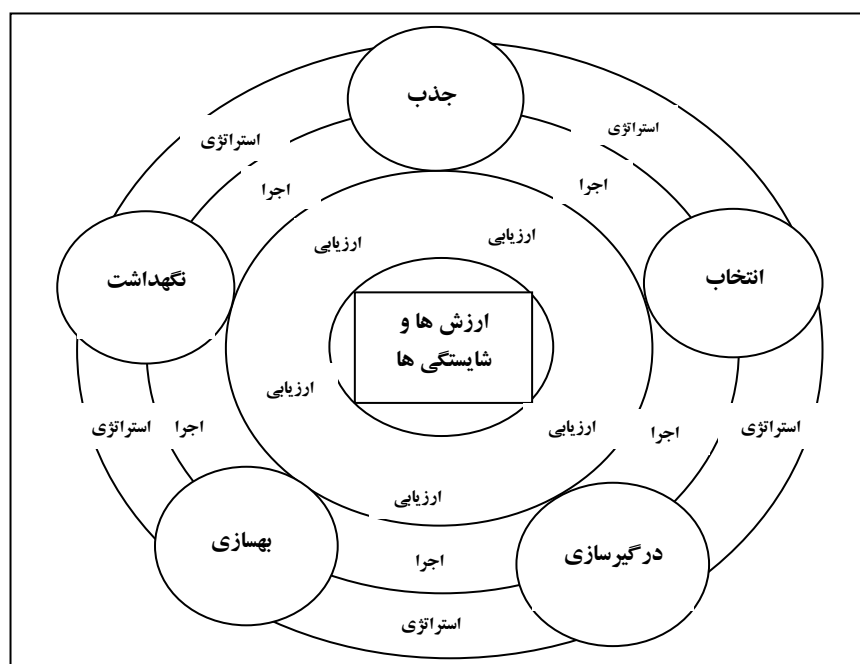 جذب
استراتژی
استراتژی
اجرا
اجرا
ارزیابی
ارزیابی
انتخاب
نگهداشت
ارزش ها و
شایستگی ها
ارزیابی
ارزیابی
اجرا
استراتژی
اجرا
استراتژی
ارزیابی
درگیرسازی
بهسازی
اجرا
استراتژی